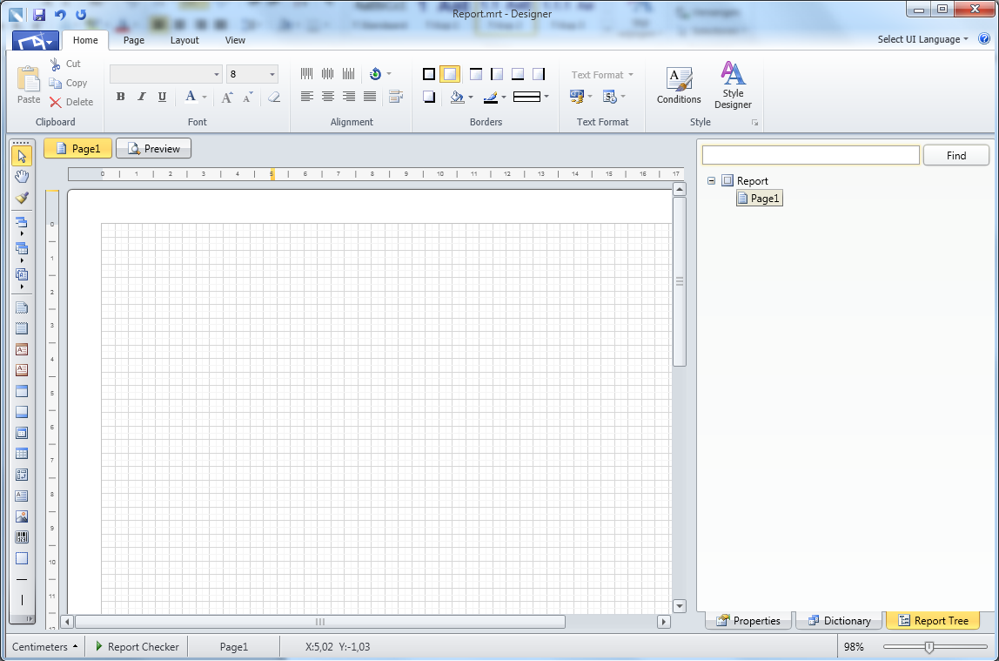 Report.mrt - Designer
Home Page Layout View Select UI Language
Paste Cut Copy Delete
Clipboard
8
B I U A A A
Font
Alignment
Borders
Text Format
Text Format
Conditions Style Designer
Style
Page1 Preview
0 1 2 3 4 5 6 7 8 9 10 11 12 13 14 15 16 17
0
1
2
3
4
5
6
7
8
9
10
11
Find
Report
Page1
Properties Dictionary Report Tree
Centimeters Report Checker Page1 X:5,02 Y:-1,03 98%